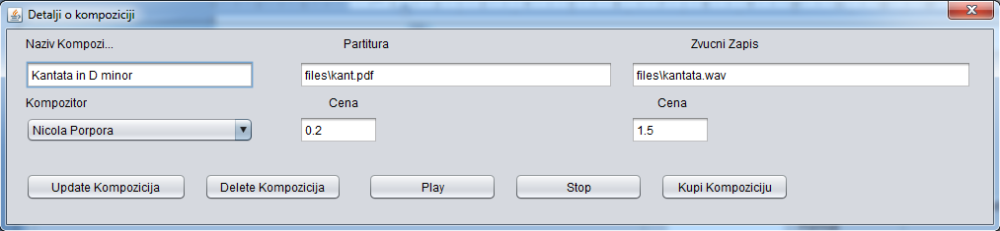 Detalji o kompoziciji
Naziv Kompozi... Partitura Zvucni Zapis
Kantata in D minor files\kant.pdf files\kantata.wav
Kompozitor Cena Cena
Nicola Porpora 0.2 1.5
Update Kompozicija Delete Kompozicija Play Stop Kupi Kompoziciju